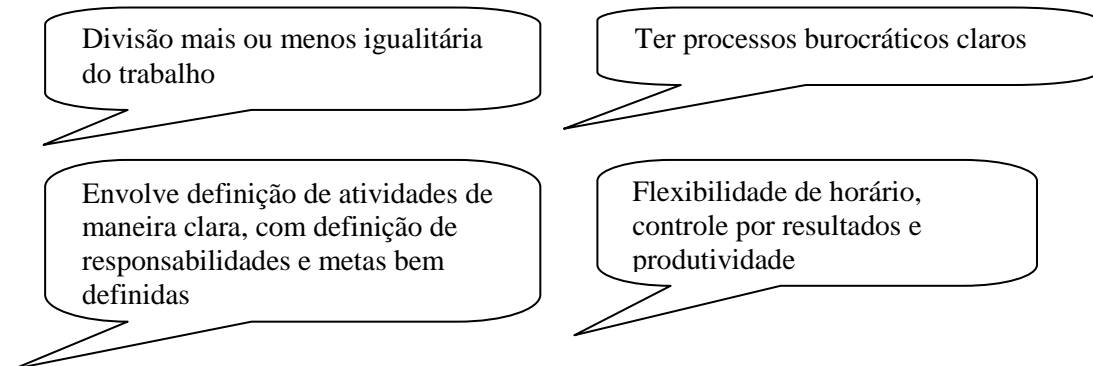 Divisão mais ou menos igualitária
do trabalho
Ter processos burocráticos claros
Envolve definição de atividades de
maneira clara, com definição de
responsabilidades e metas bem
definidas
Flexibilidade de horário,
controle por resultados e
produtividade